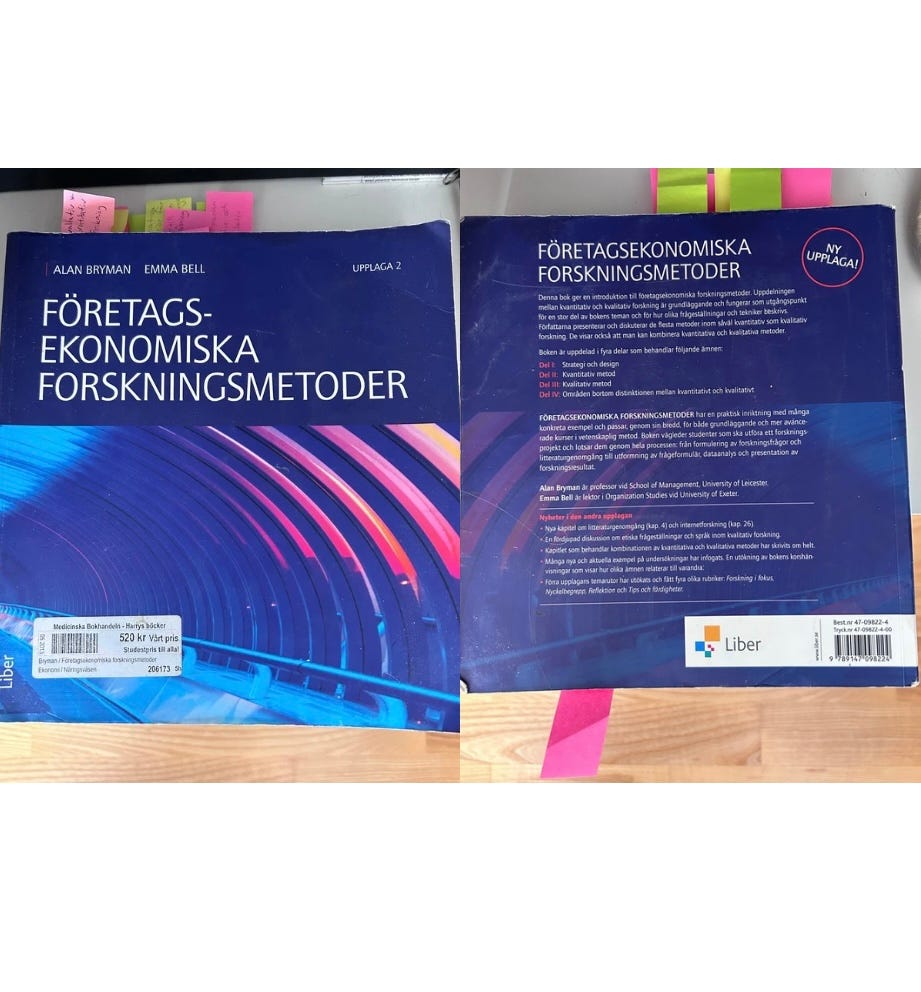 ALAN BRYMAN EMMA BELL
UPPLAGA 2
FÖRETAGS-
EKONOMISKA
FORSKNINGSMETODER
Medicinska Bokhandeln - Harrys böcker
520 kr Vårt pris
Studentpris till alla!
Bryman / Företagsekonomiska forskningsmetoder
Ekonomi / Näringsväsen 206173 Sh
Liber
FÖRETAGSEKONOMISKA
FORSKNINGSMETODER
NY
UPPLAGA!
Denna bok ger en introduktion till företagsekonomiska forskningsmetoder. Uppdelningen
mellan kvantitativ och kvalitativ forskning är grundläggande och fungerar som utgångspunkt
för en stor del av bokens teman och för hur olika frågeställningar och tekniker beskrivs.
Författarna presenterar och diskuterar de flesta metoder inom såväl kvantitativ som kvalitativ
forskning. De visar också att man kan kombinera kvantitativa och kvalitativa metoder.
Boken är uppdelad i fyra delar som behandlar följande ämnen:
Del I: Strategi och design
Del II: Kvantitativ metod
Del III: Kvalitativ metod
Del IV: Områden bortom distinktionen mellan kvantitativt och kvalitativt
FÖRETAGSEKONOMISKA FORSKNINGSMETODER har en praktisk inriktning med många
konkreta exempel och passar, genom sin bredd, för både grundläggande och mer avance-
rade kurser i vetenskaplig metod. Boken vägleder studenter som ska utföra ett forsknings-
projekt och lotsar dem genom hela processen: från formulering av forskningsfrågor och
litteraturgenomgång till utformning av frågeformulär, dataanalys och presentation av
forskningsresultat.
Alan Bryman är professor vid School of Management, University of Leicester.
Emma Bell är lektor i Organization Studies vid University of Exeter.
Nyheter i den andra upplagan
• Nya kapitel om litteraturgenomgång (kap. 4) och internetforskning (kap. 26).
• En fördjupad diskussion om etiska frågeställningar och språk inom kvalitativ forskning.
• Kapitlet som behandlar kombinationen av kvantitativa och kvalitativa metoder har skrivits om helt.
• Många nya och aktuella exempel på undersökningar har infogats. En utökning av bokens korshän-
visningar som visar hur olika ämnen relaterar till varandra.
• Förra upplagans temarutor har utökats och fått fyra olika rubriker: Forskning i fokus,
Nyckelbegrepp, Reflektion och Tips och färdigheter.
Liber
www.liber.se
Best.nr 47-09822-4
Tryck.nr 47-09822-4-00
9 789147 098224